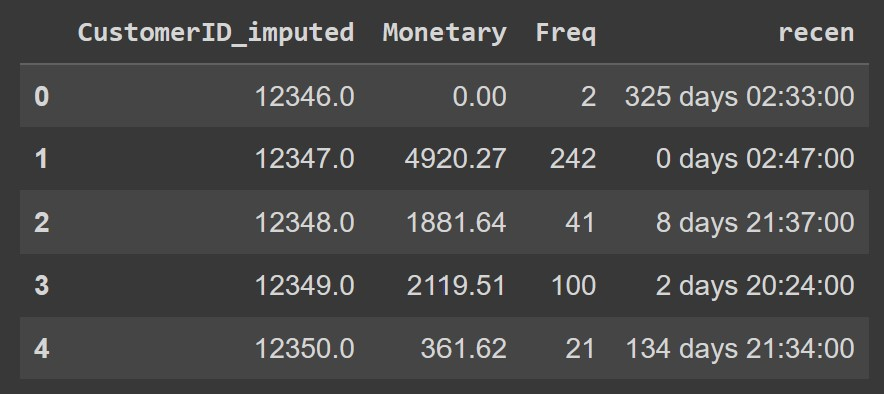 CustomerID_imputed Monetary Freq recen
0 12346.0 0.00 2 325 days 02:33:00
1 12347.0 4920.27 242 0 days 02:47:00
2 12348.0 1881.64 41 8 days 21:37:00
3 12349.0 2119.51 100 2 days 20:24:00
4 12350.0 361.62 21 134 days 21:34:00